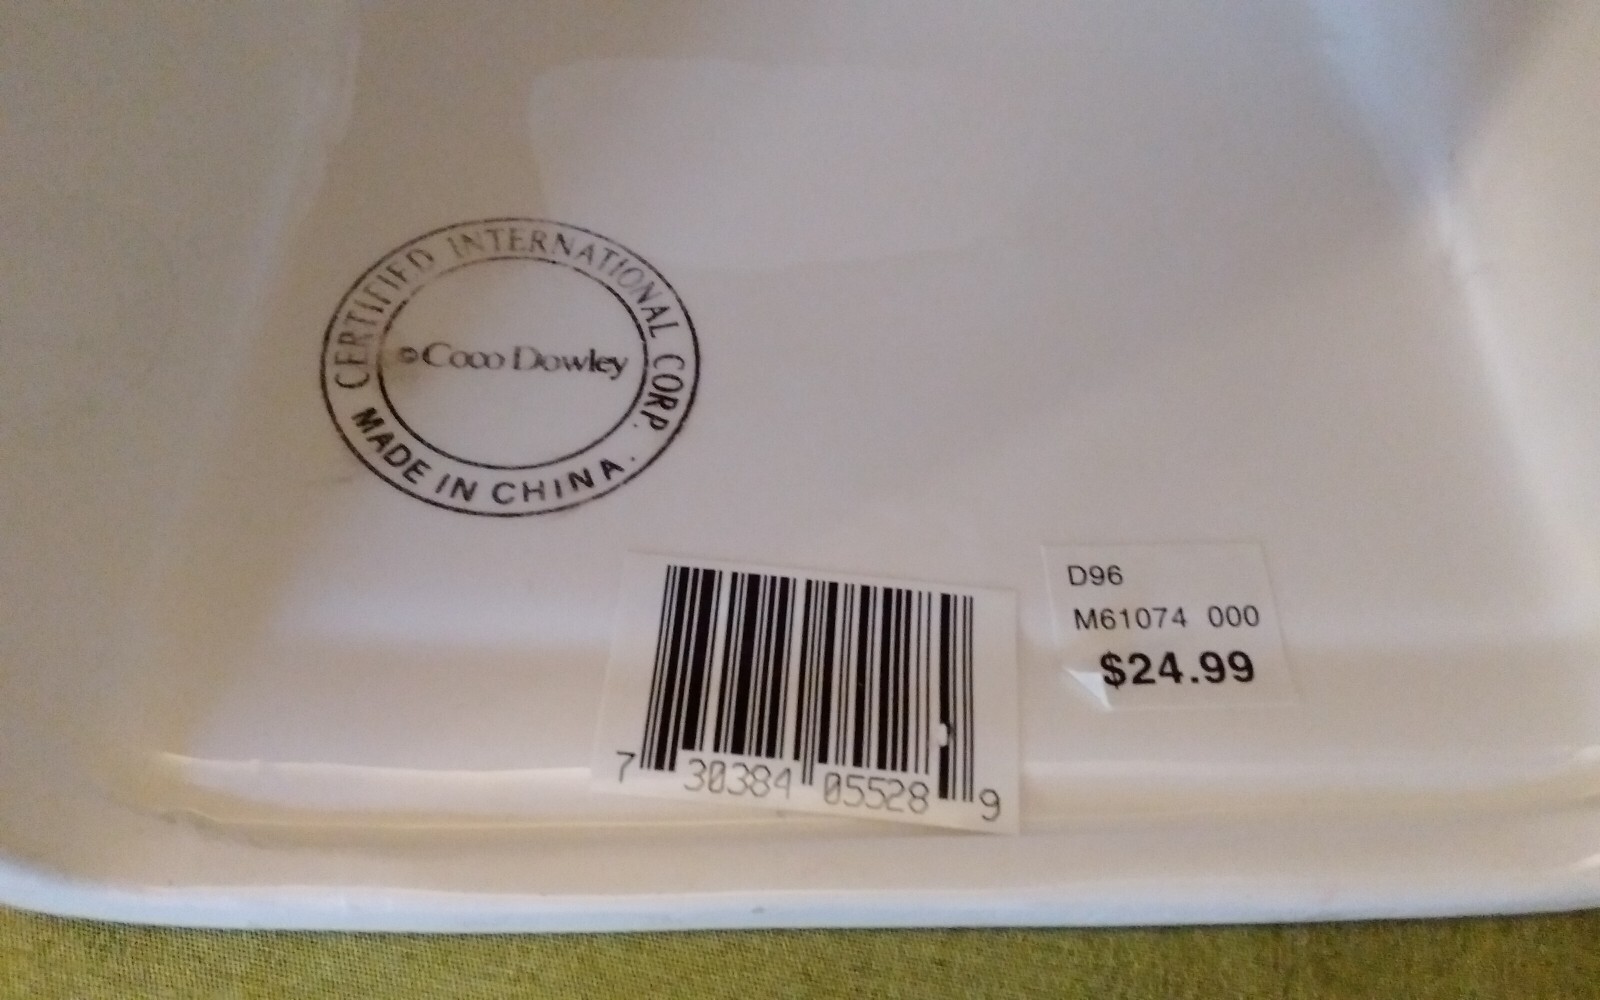 CERTIFIED INTERNATIONAL CORP.
©Coco Dowley
MADE IN CHINA.
D96
M61074 000
$24.99
7 30384 05528 9